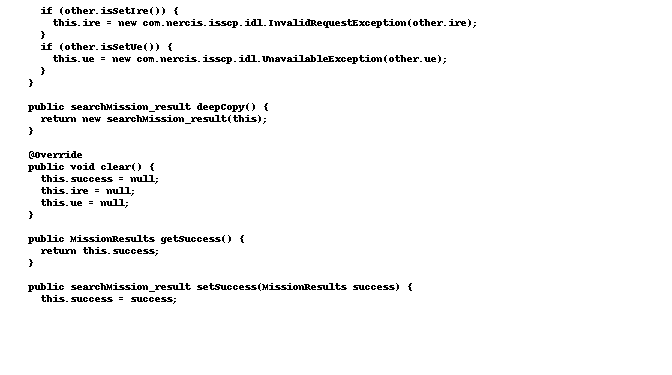 if (other.isSetIre()) {
this.ire = new com.nercis.isscp.idl.InvalidRequestException(other.ire);
}
if (other.isSetUe()) {
this.ue = new com.nercis.isscp.idl.UnavailableException(other.ue);
}
}
public searchMission_result deepCopy() {
return new searchMission_result(this);
}
@Override
public void clear() {
this.success = null;
this.ire = null;
this.ue = null;
}
public MissionResults getSuccess() {
return this.success;
}
public searchMission_result setSuccess(MissionResults success) {
this.success = success;